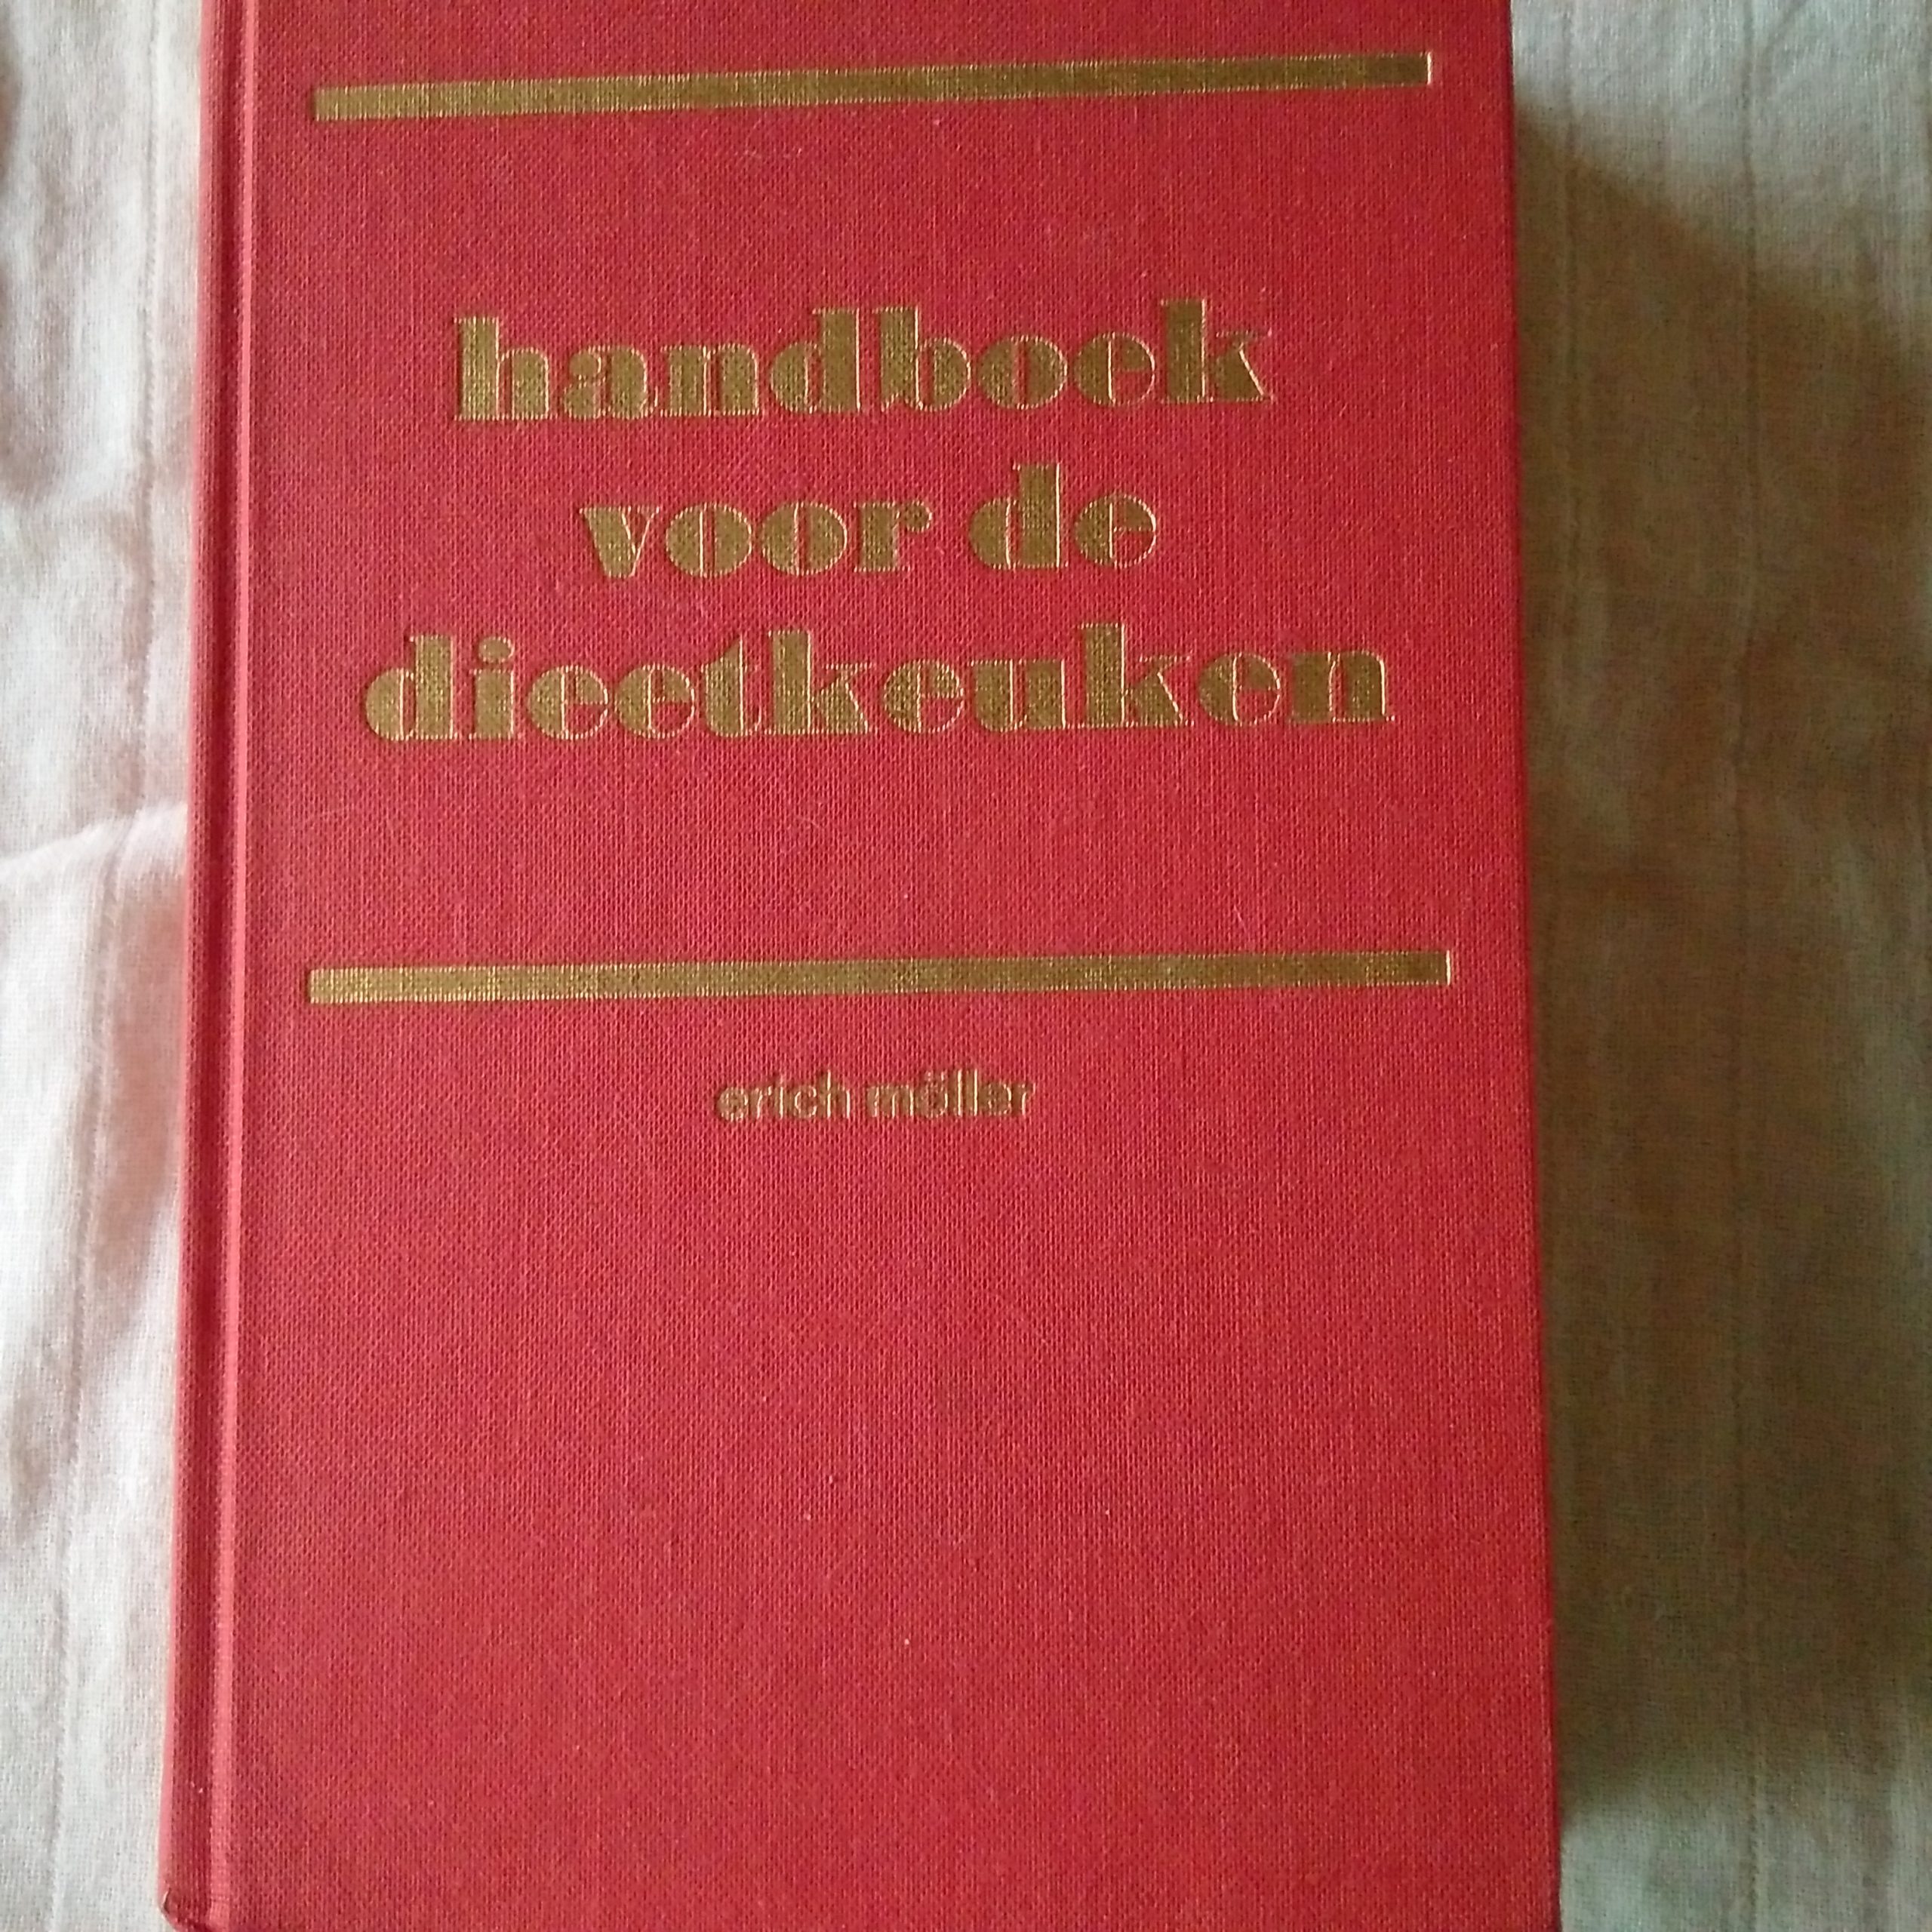 handboek
voor de
dieetkeuken
erich möller